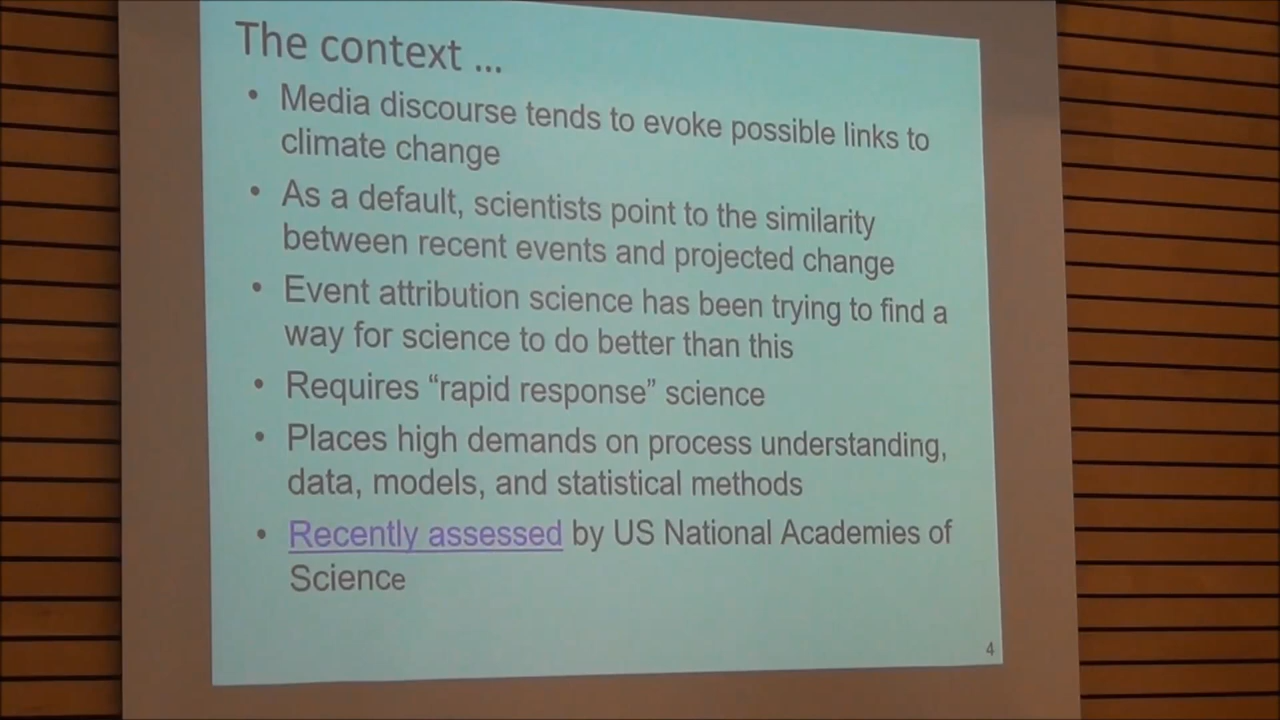 The context ...
• Media discourse tends to evoke possible links to
climate change
• As a default, scientists point to the similarity
between recent events and projected change
• Event attribution science has been trying to find a
way for science to do better than this
• Requires “rapid response” science
• Places high demands on process understanding,
data, models, and statistical methods
• Recently assessed by US National Academies of
Science
4